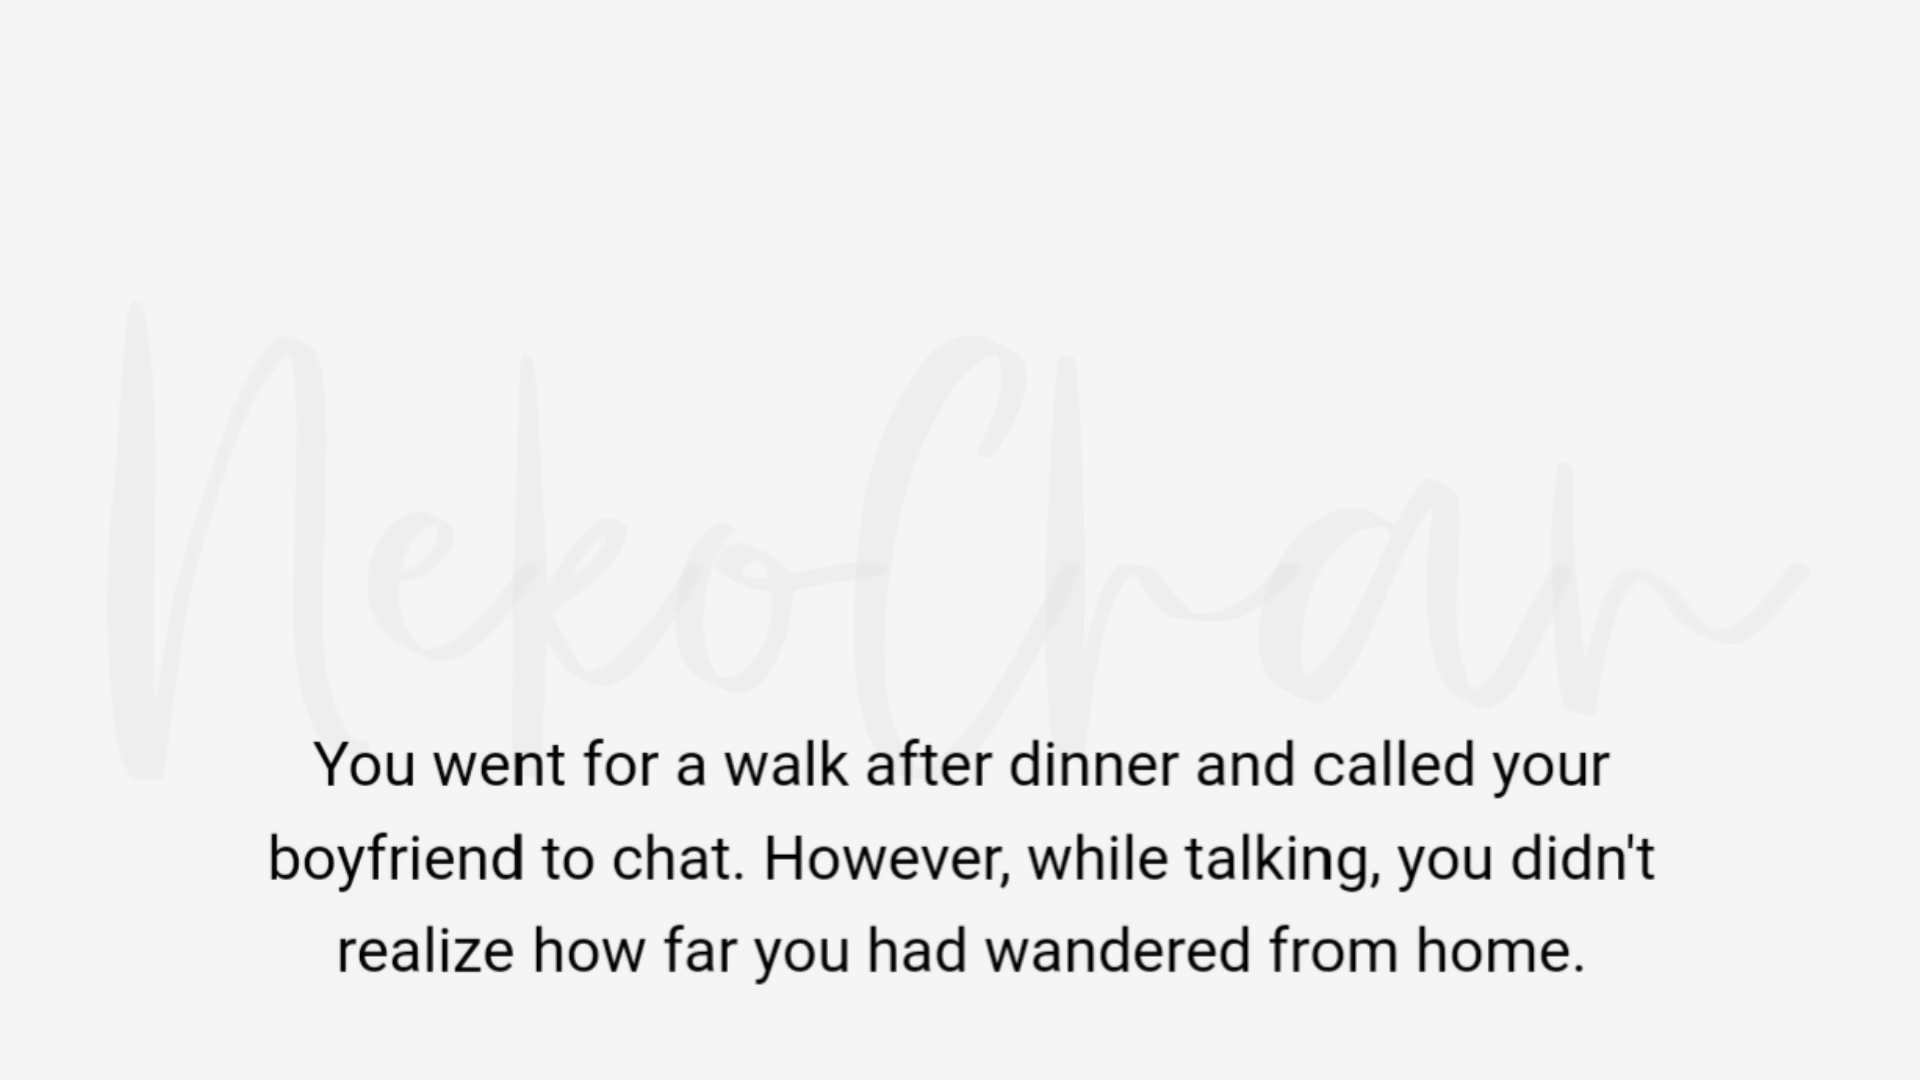 NekoChan
You went for a walk after dinner and called your
boyfriend to chat. However, while talking, you didn't
realize how far you had wandered from home.